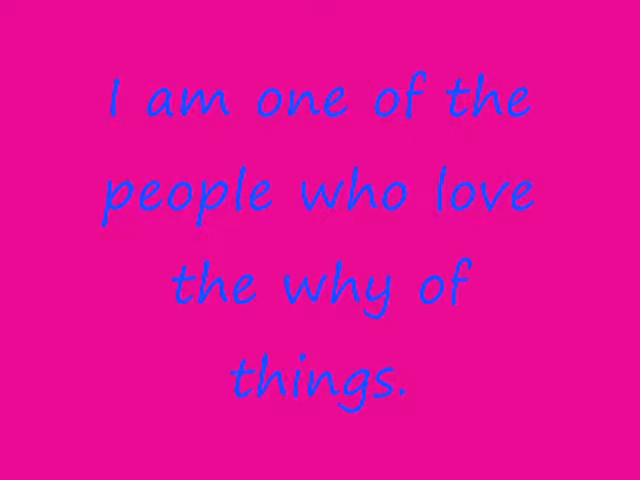 I am one of the
people who love
the why of
things.